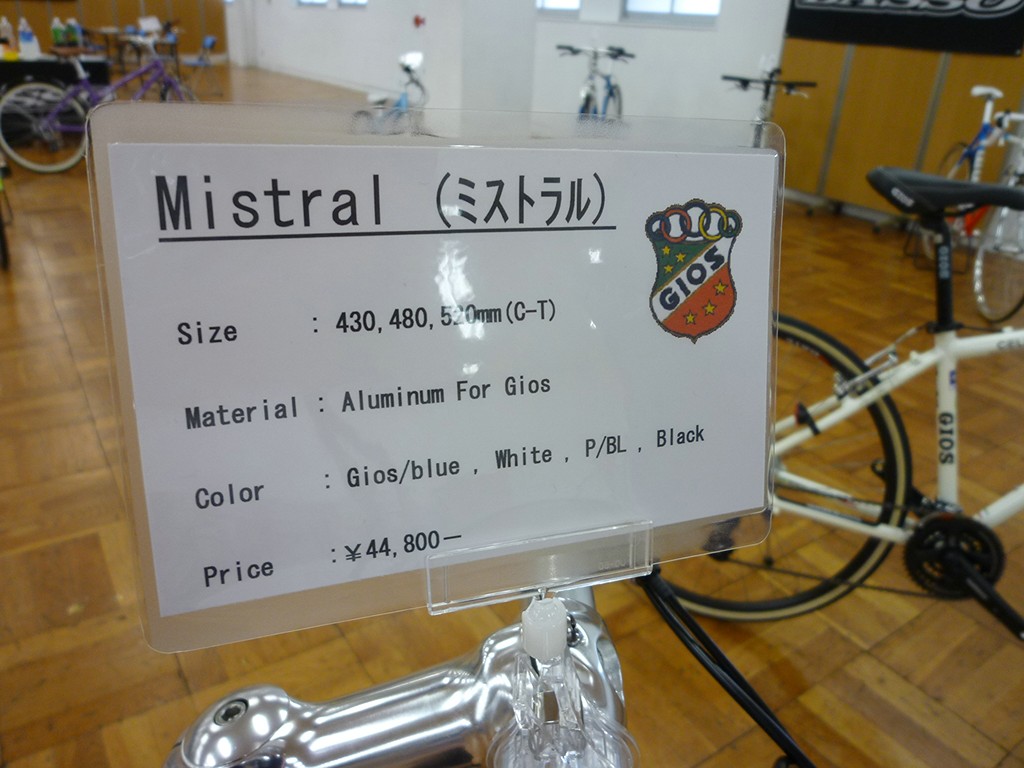 BASSO
Mistral (ミストラル)
GIOS
Size : 430,480,520mm(C-T)
Material : Aluminum For Gios
Color : Gios/blue , White , P/BL , Black
Price :¥44,800−
GIOS